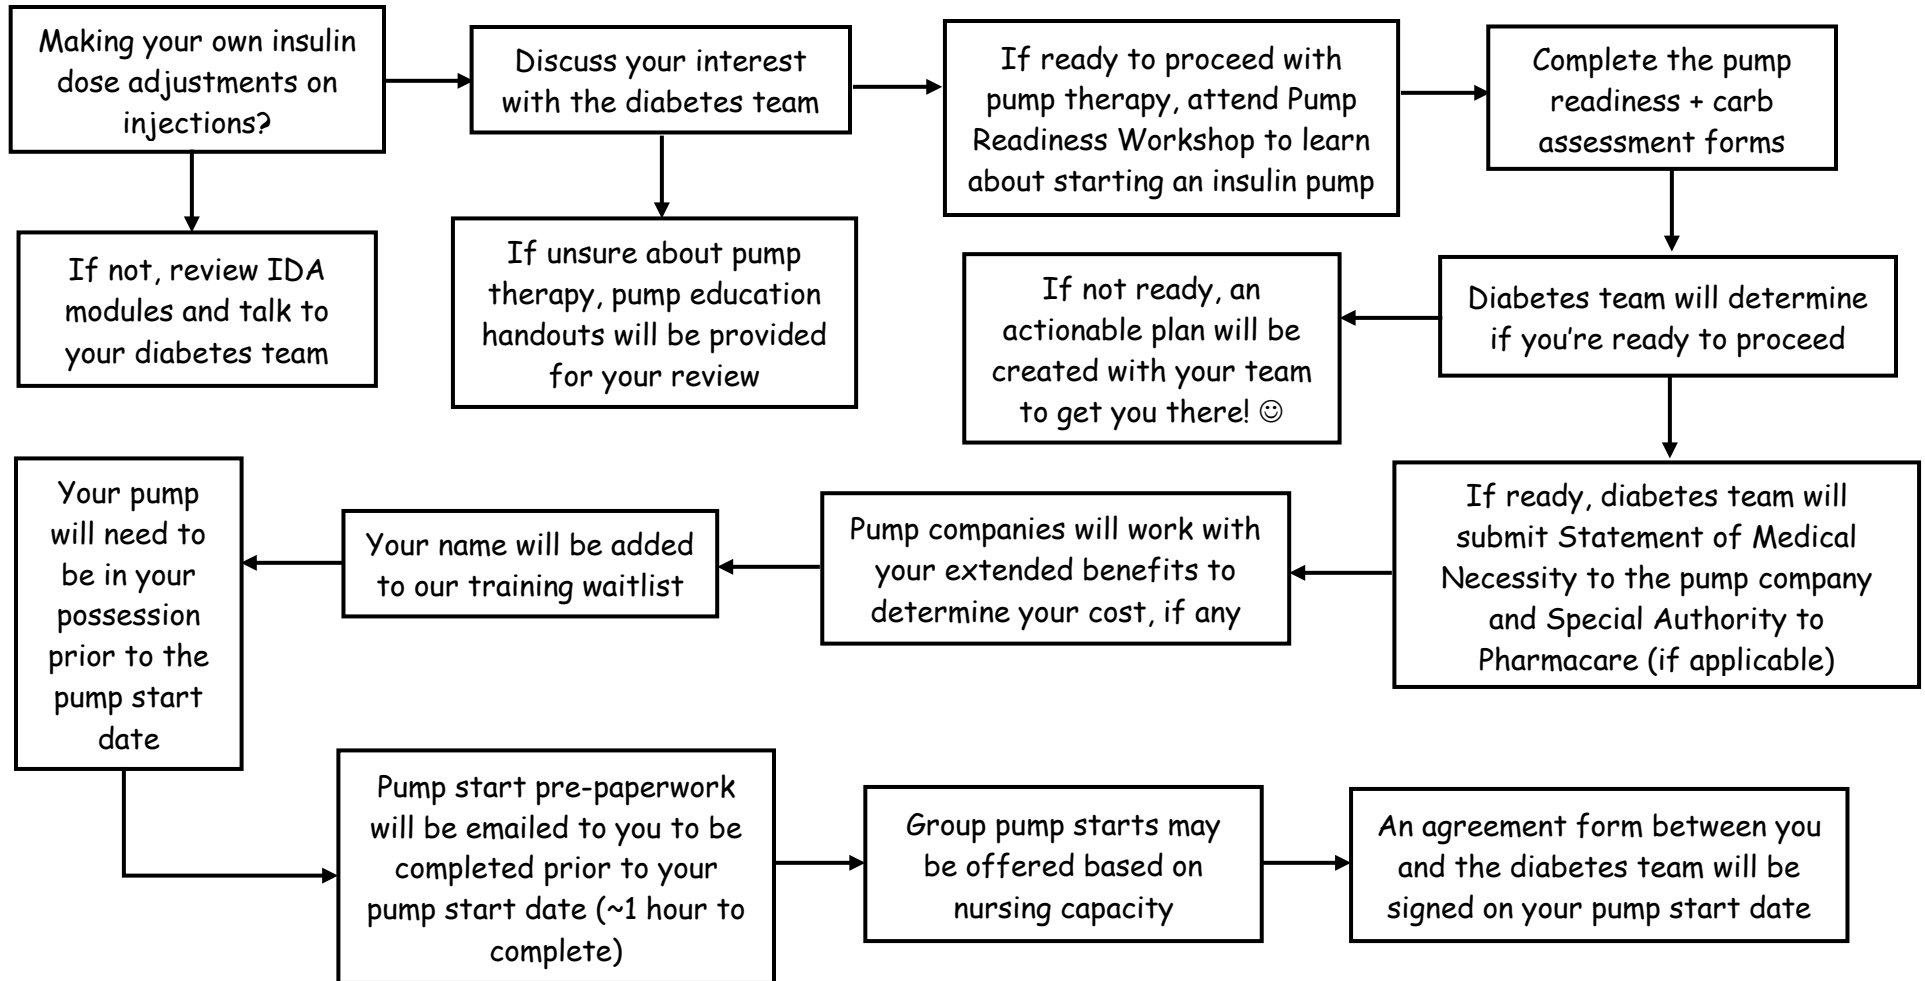 Making your own insulin
dose adjustments on
injections?
Discuss your interest
with the diabetes team
If ready to proceed with
pump therapy, attend Pump
Readiness Workshop to learn
about starting an insulin pump
Complete the pump
readiness + carb
assessment forms
If not, review IDA
modules and talk to
your diabetes team
If unsure about pump
therapy, pump education
handouts will be provided
for your review
If not ready, an
actionable plan will be
created with your team
to get you there! ☺
Diabetes team will determine
if you’re ready to proceed
If ready, diabetes team will
submit Statement of Medical
Necessity to the pump company
and Special Authority to
Pharmacare (if applicable)
Pump companies will work with
your extended benefits to
determine your cost, if any
Your name will be added
to our training waitlist
Your pump
will need to
be in your
possession
prior to the
pump start
date
Pump start pre-paperwork
will be emailed to you to be
completed prior to your
pump start date (~1 hour to
complete)
Group pump starts may
be offered based on
nursing capacity
An agreement form between you
and the diabetes team will be
signed on your pump start date